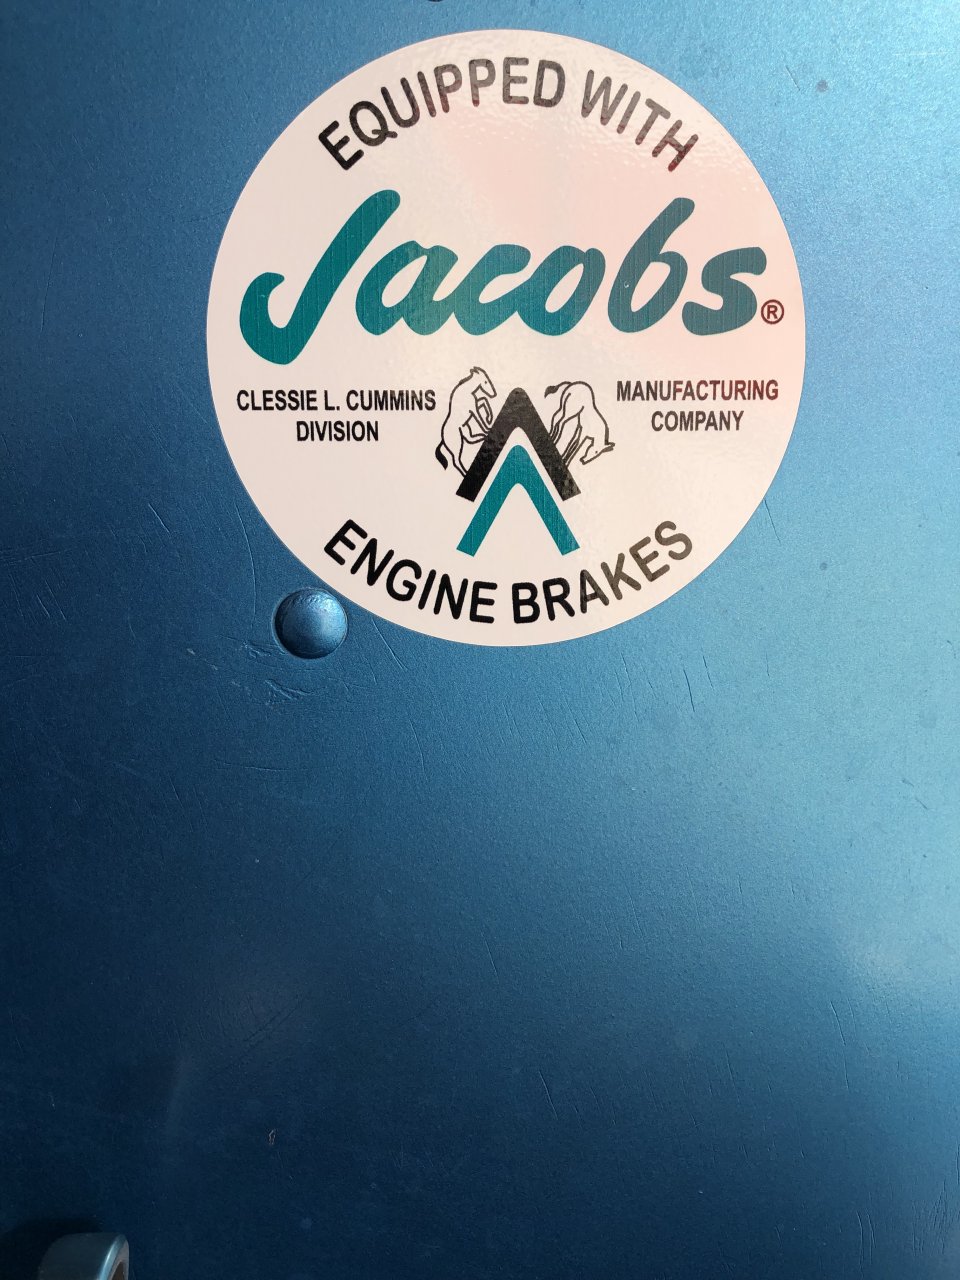 EQUIPPED WITH
Jacobs®
CLESSIE L. CUMMINS
DIVISION
MANUFACTURING
COMPANY
ENGINE BRAKES